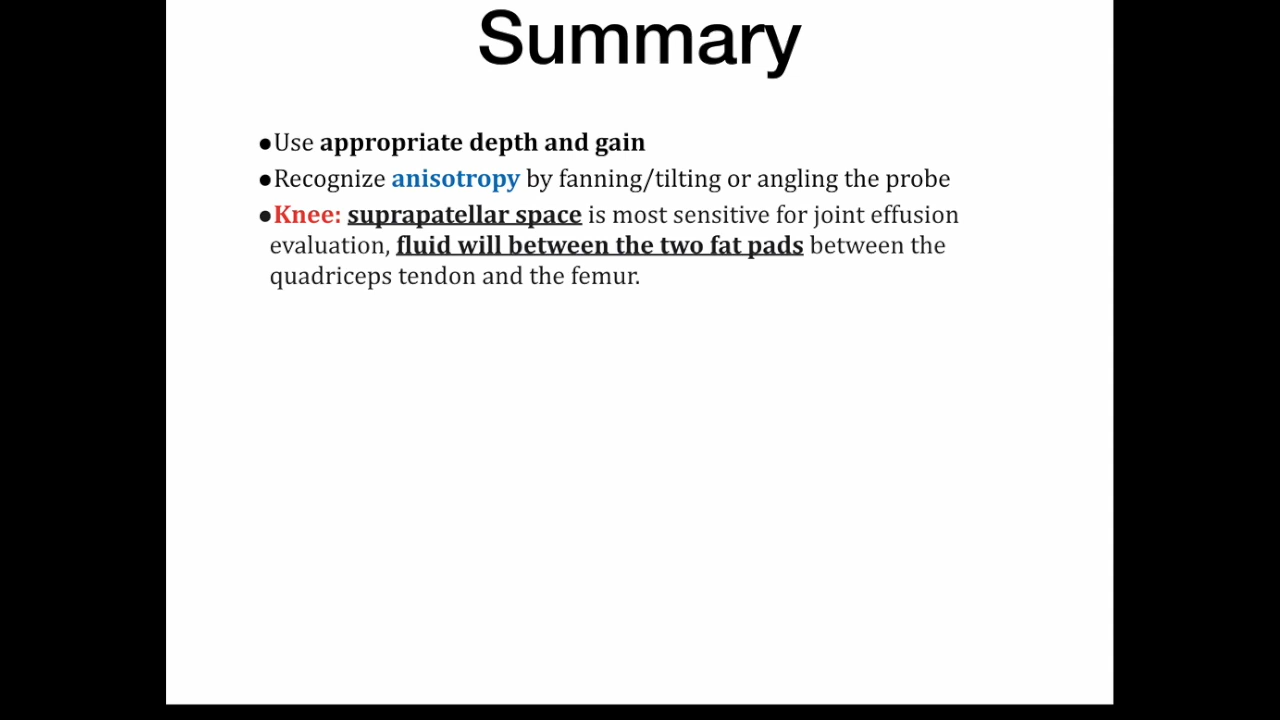 Summary
●Use appropriate depth and gain
●Recognize anisotropy by fanning/tilting or angling the probe
●Knee: suprapatellar space is most sensitive for joint effusion
evaluation, fluid will between the two fat pads between the
quadriceps tendon and the femur.